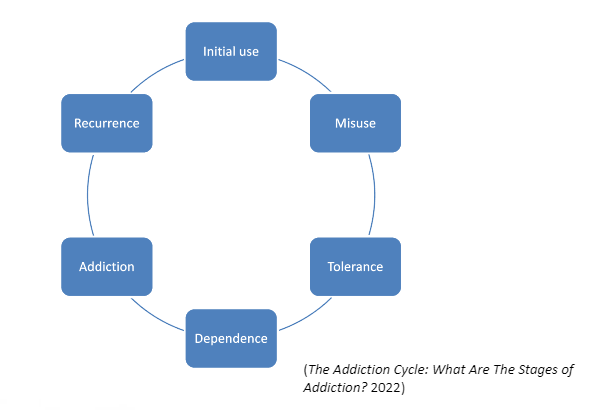 Initial use
Misuse
Tolerance
Dependence
Addiction
Recurrence
(The Addiction Cycle: What Are The Stages of
Addiction? 2022)